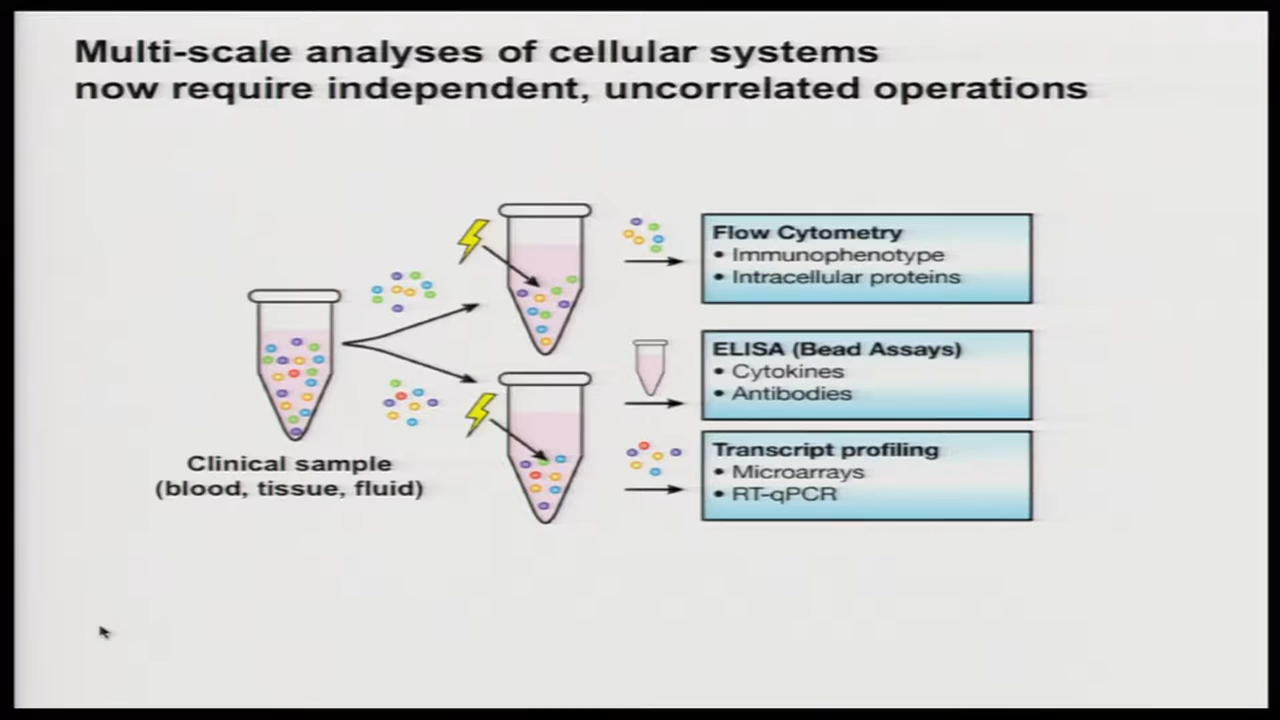 Multi-scale analyses of cellular systems
now require independent, uncorrelated operations
Flow Cytometry
• Immunophenotype
• Intracellular proteins
ELISA (Bead Assays)
• Cytokines
• Antibodies
Transcript profiling
• Microarrays
• RT-qPCR
Clinical sample
(blood, tissue, fluid)